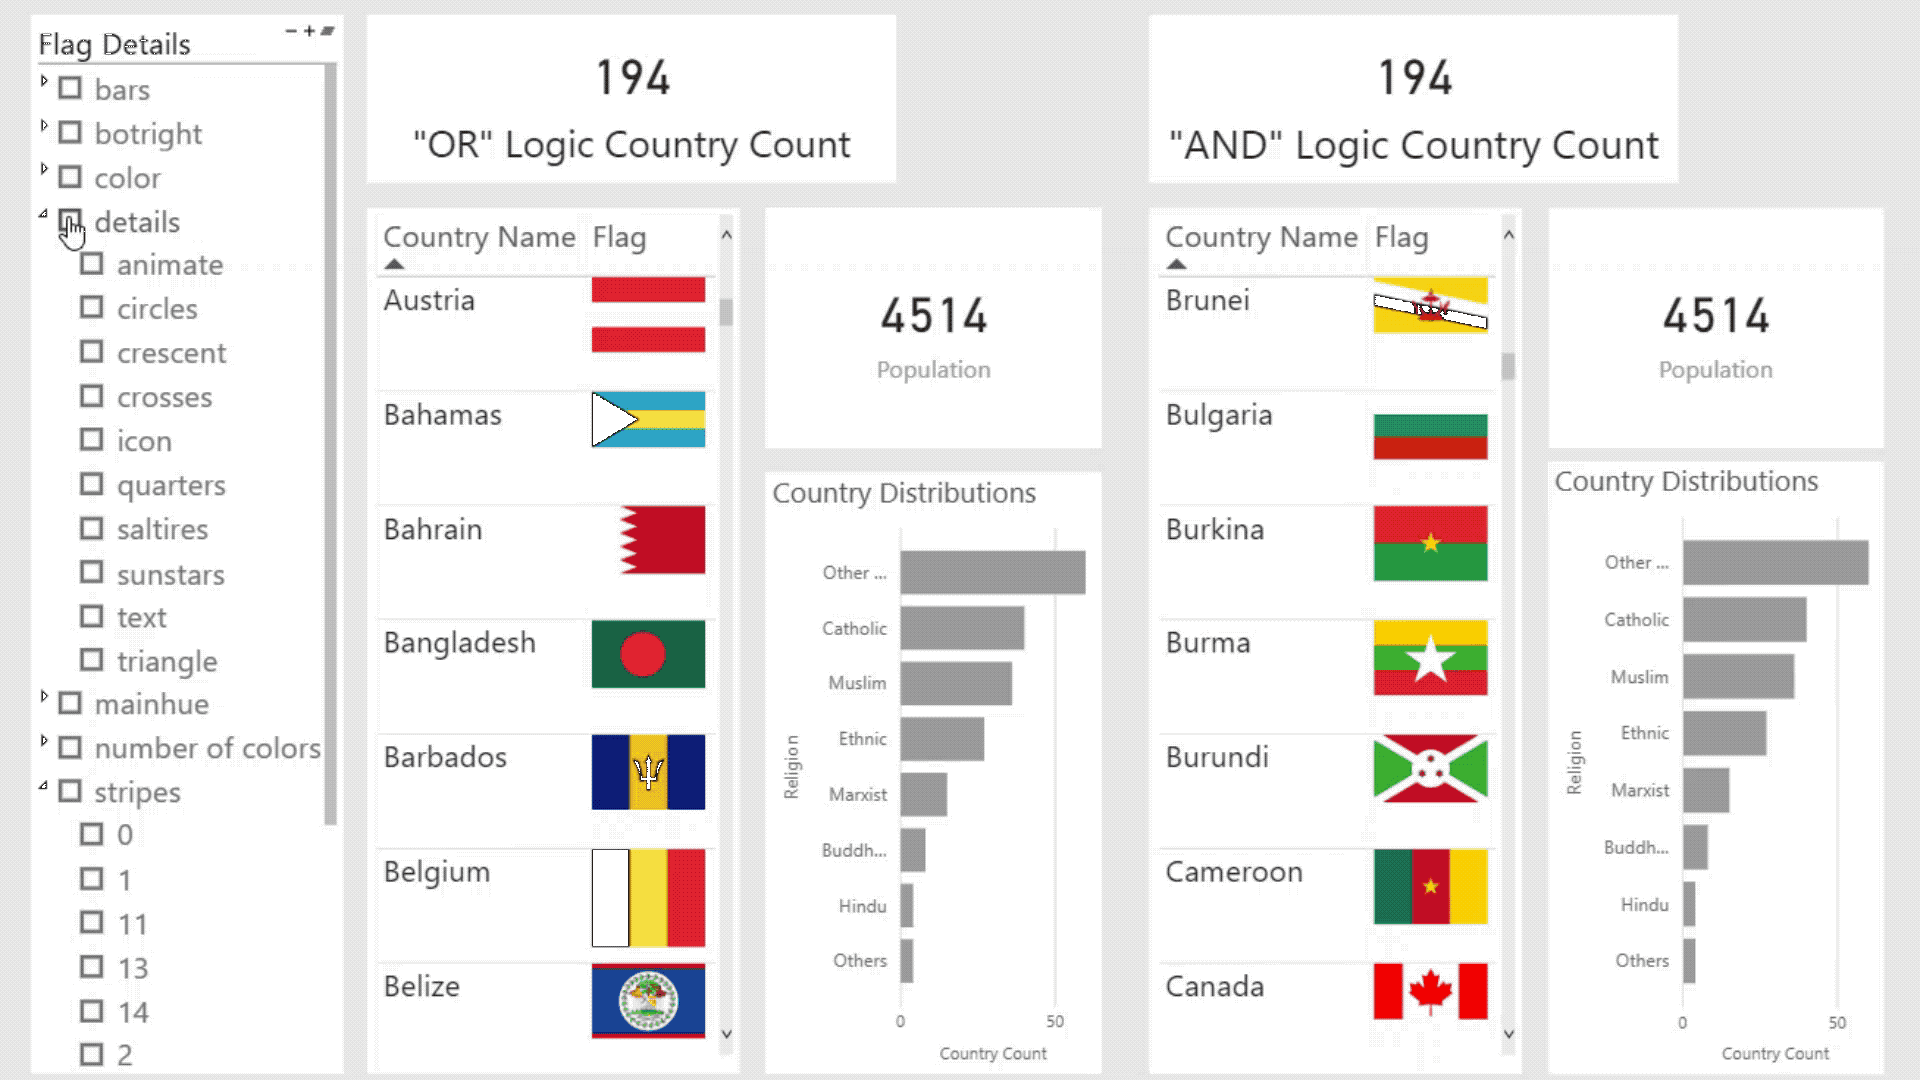 Flag Details
bars
botright
color
details
animate
circles
crescent
crosses
icon
quarters
saltires
sunstars
text
triangle
mainhue
number of colors
stripes
0
1
11
13
14
2
194
"OR" Logic Country Count
Country Name Flag
Austria
Bahamas
Bahrain
Bangladesh
Barbados
Belgium
Belize
4514
Population
Country Distributions
Religion
Other ...
Catholic
Muslim
Ethnic
Marxist
Buddh...
Hindu
Others
0 50
Country Count
194
"AND" Logic Country Count
Country Name Flag
Brunei
Bulgaria
Burkina
Burma
Burundi
Cameroon
Canada
4514
Population
Country Distributions
Religion
Other ...
Catholic
Muslim
Ethnic
Marxist
Buddh...
Hindu
Others
0 50
Country Count